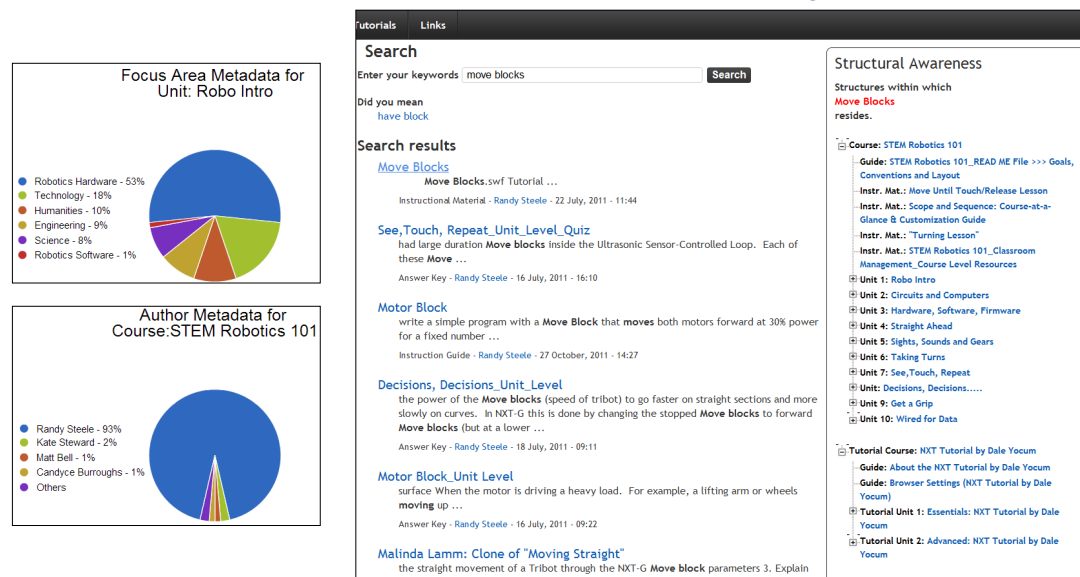 Focus Area Metadata for
Unit: Robo Intro
Robotics Hardware - 53%
Technology - 18%
Humanities - 10%
Engineering - 9%
Science - 8%
Robotics Software - 1%
Author Metadata for
Course:STEM Robotics 101
Randy Steele - 93%
Kate Steward - 2%
Matt Bell - 1%
Candyce Burroughs - 1%
Others
Tutorials Links
Search
Enter your keywords move blocks Search
Did you mean
have block
Search results
Move Blocks
Move Blocks.swf Tutorial ...
Instructional Material - Randy Steele - 22 July, 2011 - 11:44
See,Touch, Repeat_Unit_Level_Quiz
had large duration Move blocks inside the Ultrasonic Sensor-Controlled Loop. Each of
these Move ...
Answer Key - Randy Steele - 16 July, 2011 - 16:10
Motor Block
write a simple program with a Move Block that moves both motors forward at 30% power
for a fixed number ...
Instruction Guide - Randy Steele - 27 October, 2011 - 14:27
Decisions, Decisions_Unit_Level
the power of the Move blocks (speed of tribot) to go faster on straight sections and more
slowly on curves. In NXT-G this is done by changing the stopped Move blocks to forward
Move blocks (but at a lower ...
Answer Key - Randy Steele - 18 July, 2011 - 09:11
Motor Block_Unit Level
surface When the motor is driving a heavy load. For example, a lifting arm or wheels
moving up ...
Answer Key - Randy Steele - 16 July, 2011 - 09:22
Malinda Lamm: Clone of "Moving Straight"
the straight movement of a Tribot through the NXT-G Move block parameters 3. Explain
Structural Awareness
Structures within which
Move Blocks
resides.
Course: STEM Robotics 101
Guide: STEM Robotics 101_READ ME File >>> Goals,
Conventions and Layout
Instr. Mat.: Move Until Touch/Release Lesson
Instr. Mat.: Scope and Sequence: Course-at-a-
Glance & Customization Guide
Instr. Mat.: "Turning Lesson"
Instr. Mat.: STEM Robotics 101_Classroom
Management_Course Level Resources
Unit 1: Robo Intro
Unit 2: Circuits and Computers
Unit 3: Hardware, Software, Firmware
Unit 4: Straight Ahead
Unit 5: Sights, Sounds and Gears
Unit 6: Taking Turns
Unit 7: See,Touch, Repeat
Unit: Decisions, Decisions.....
Unit 9: Get a Grip
Unit 10: Wired for Data
Tutorial Course: NXT Tutorial by Dale Yocum
Guide: About the NXT Tutorial by Dale Yocum
Guide: Browser Settings (NXT Tutorial by Dale
Yocum)
Tutorial Unit 1: Essentials: NXT Tutorial by Dale
Yocum
Tutorial Unit 2: Advanced: NXT Tutorial by Dale
Yocum